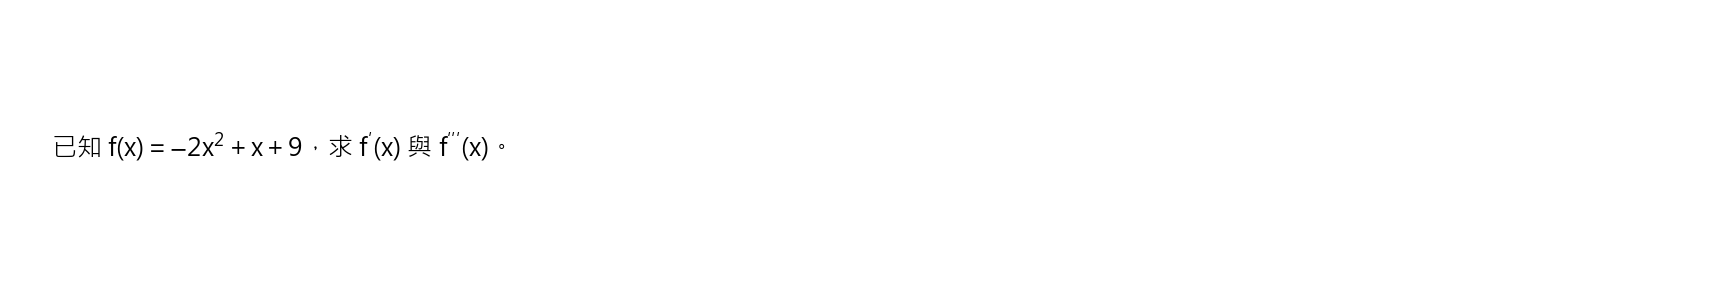 已知 f(x) = −2x² + x + 9，求 f′(x) 與 f′′′(x)。